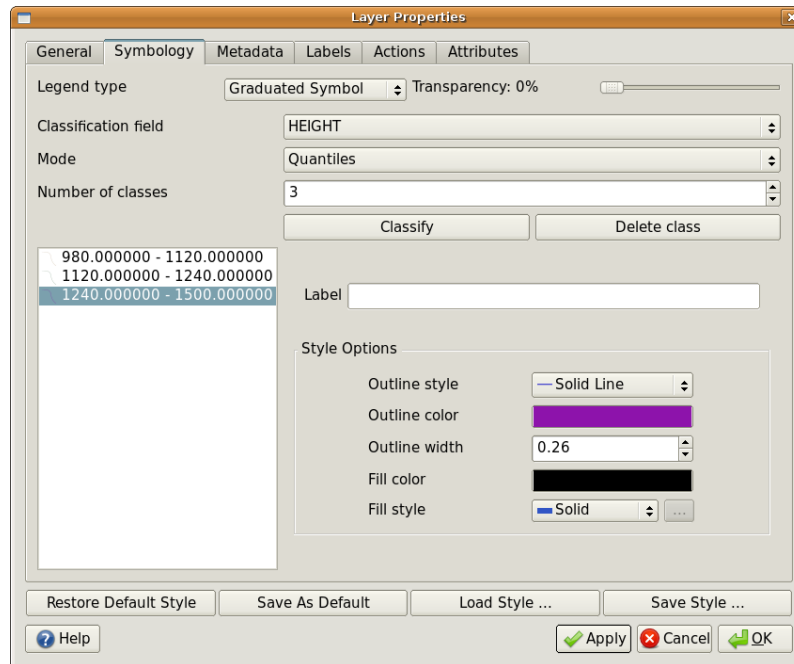 Layer Properties
General Symbology Metadata Labels Actions Attributes
Legend type Graduated Symbol Transparency: 0%
Classification field HEIGHT
Mode Quantiles
Number of classes 3
Classify Delete class
980.000000 - 1120.000000
1120.000000 - 1240.000000
1240.000000 - 1500.000000
Label
Style Options
Outline style Solid Line
Outline color
Outline width 0.26
Fill color
Fill style Solid ...
Restore Default Style Save As Default Load Style ... Save Style ...
Help Apply Cancel OK